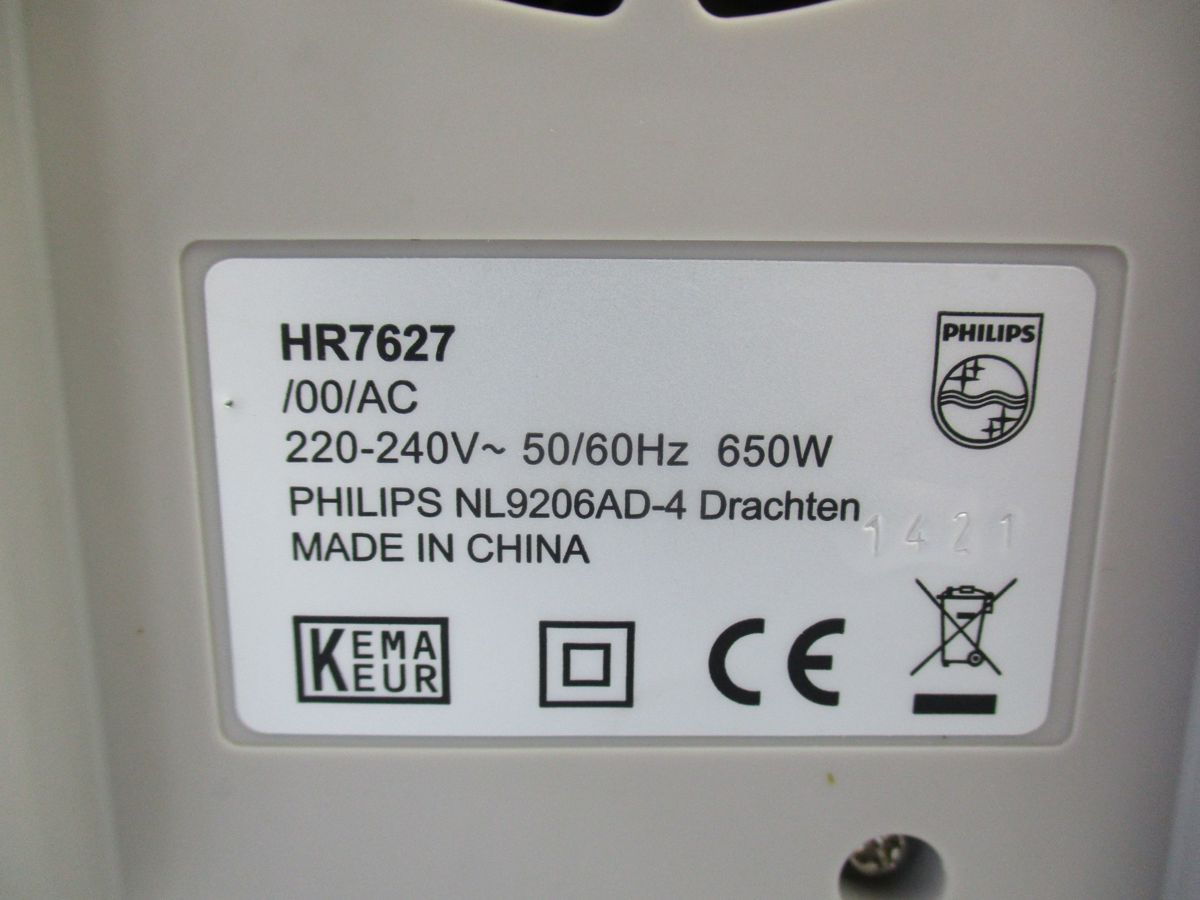 HR7627
PHILIPS
/00/AC
220-240V~ 50/60Hz 650W
PHILIPS NL9206AD-4 Drachten
1421
MADE IN CHINA
KEMA
KEUR
CE